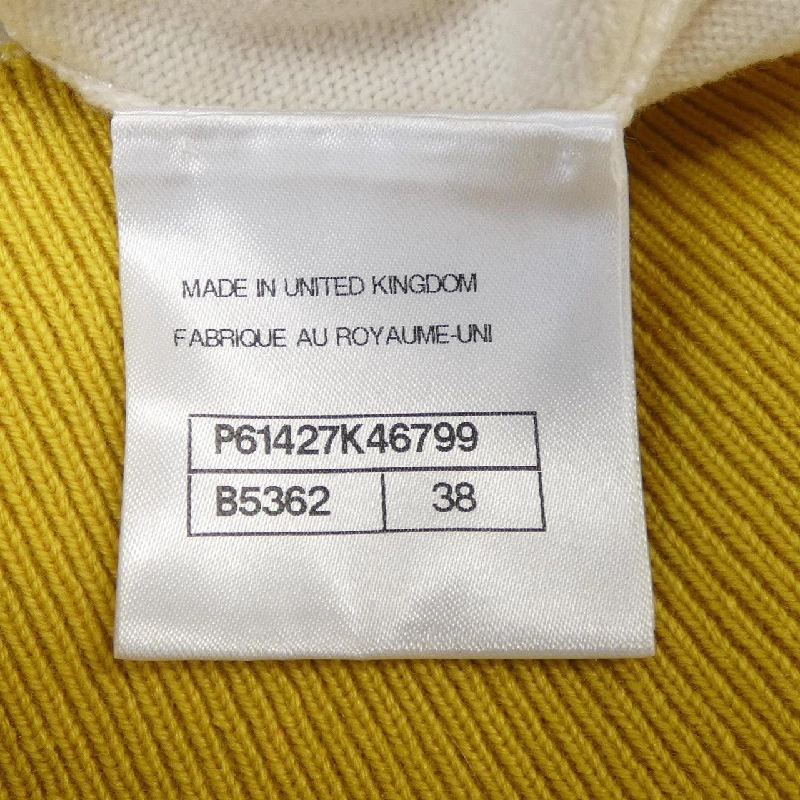 MADE IN UNITED KINGDOM
FABRIQUE AU ROYAUME-UNI
P61427K46799
B5362 38